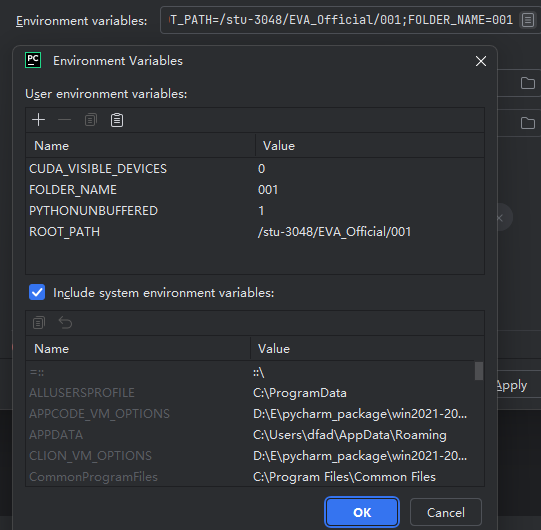 Environment variables: T_PATH=/stu-3048/EVA_Official/001;FOLDER_NAME=001
PC Environment Variables
User environment variables:
Name Value
CUDA_VISIBLE_DEVICES 0
FOLDER_NAME 001
PYTHONUNBUFFERED 1
ROOT_PATH /stu-3048/EVA_Official/001
Include system environment variables:
Name Value
=:: ::\
ALLUSERSPROFILE C:\ProgramData
APPCODE_VM_OPTIONS D:\E\pycharm_package\win2021-20...
APPDATA C:\Users\dfad\AppData\Roaming
CLION_VM_OPTIONS D:\E\pycharm_package\win2021-20...
CommonProgramFiles C:\Program Files\Common Files
Apply
OK Cancel